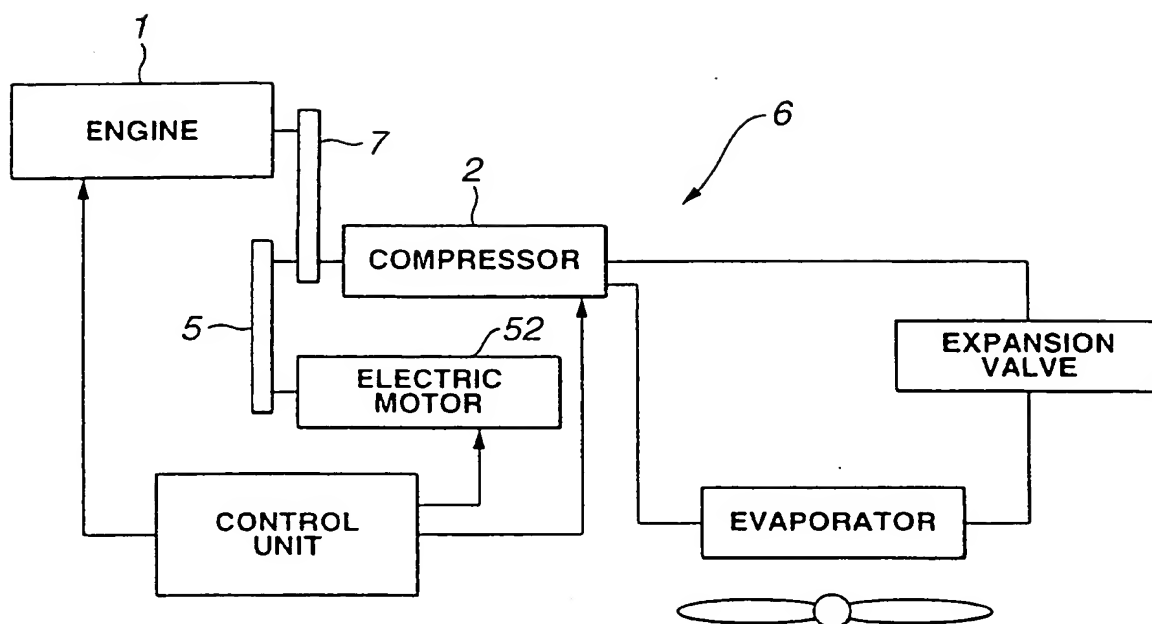 1
ENGINE
7
6
2
COMPRESSOR
5
52
ELECTRIC
MOTOR
EXPANSION
VALVE
CONTROL
UNIT
EVAPORATOR